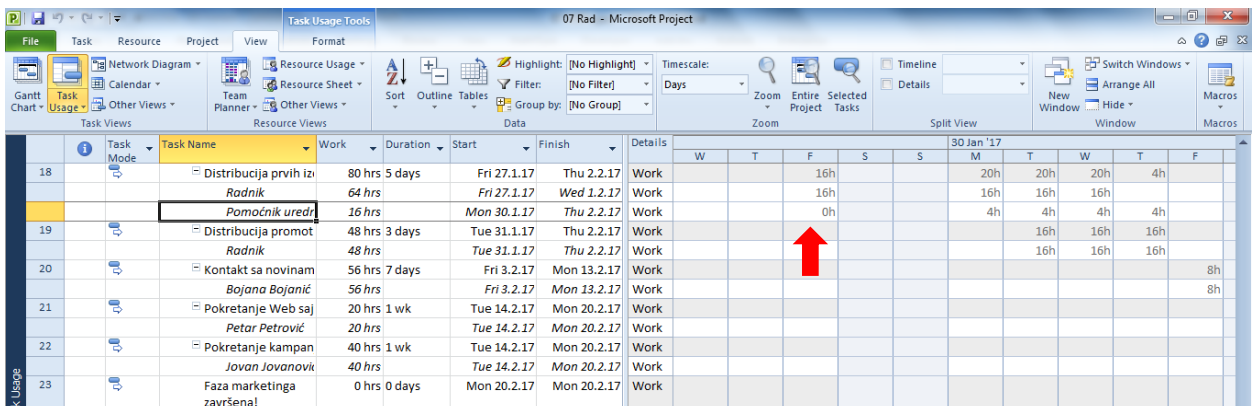 Task Usage Tools
07 Rad - Microsoft Project
File Task Resource Project View Format
Gantt Chart
Task Usage
Network Diagram
Calendar
Other Views
Task Views
Team Planner
Resource Usage
Resource Sheet
Other Views
Resource Views
Sort
Outline
Tables
Highlight: [No Highlight]
Filter: [No Filter]
Group by: [No Group]
Data
Timescale:
Days
Zoom
Entire Project
Selected Tasks
Zoom
Timeline
Details
Split View
New Window
Switch Windows
Arrange All
Hide
Window
Macros
Macros
Task Mode Task Name Work Duration Start Finish Details 30 Jan '17
W T F S S M T W T F
18 Distribucija prvih iz 80 hrs 5 days Fri 27.1.17 Thu 2.2.17 Work 16h 20h 20h 20h 4h
Radnik 64 hrs Fri 27.1.17 Wed 1.2.17 Work 16h 16h 16h 16h
Pomoćnik uredr 16 hrs Mon 30.1.17 Thu 2.2.17 Work 0h 4h 4h 4h 4h
19 Distribucija promot 48 hrs 3 days Tue 31.1.17 Thu 2.2.17 Work 16h 16h 16h
Radnik 48 hrs Tue 31.1.17 Thu 2.2.17 Work 16h 16h 16h
20 Kontakt sa novinam 56 hrs 7 days Fri 3.2.17 Mon 13.2.17 Work 8h
Bojana Bojanić 56 hrs Fri 3.2.17 Mon 13.2.17 Work 8h
21 Pokretanje Web saj 20 hrs 1 wk Tue 14.2.17 Mon 20.2.17 Work
Petar Petrović 20 hrs Tue 14.2.17 Mon 20.2.17 Work
22 Pokretanje kampan 40 hrs 1 wk Tue 14.2.17 Mon 20.2.17 Work
Jovan Jovanović 40 hrs Tue 14.2.17 Mon 20.2.17 Work
23 Faza marketinga 0 hrs 0 days Mon 20.2.17 Mon 20.2.17 Work
završena!
k Usage